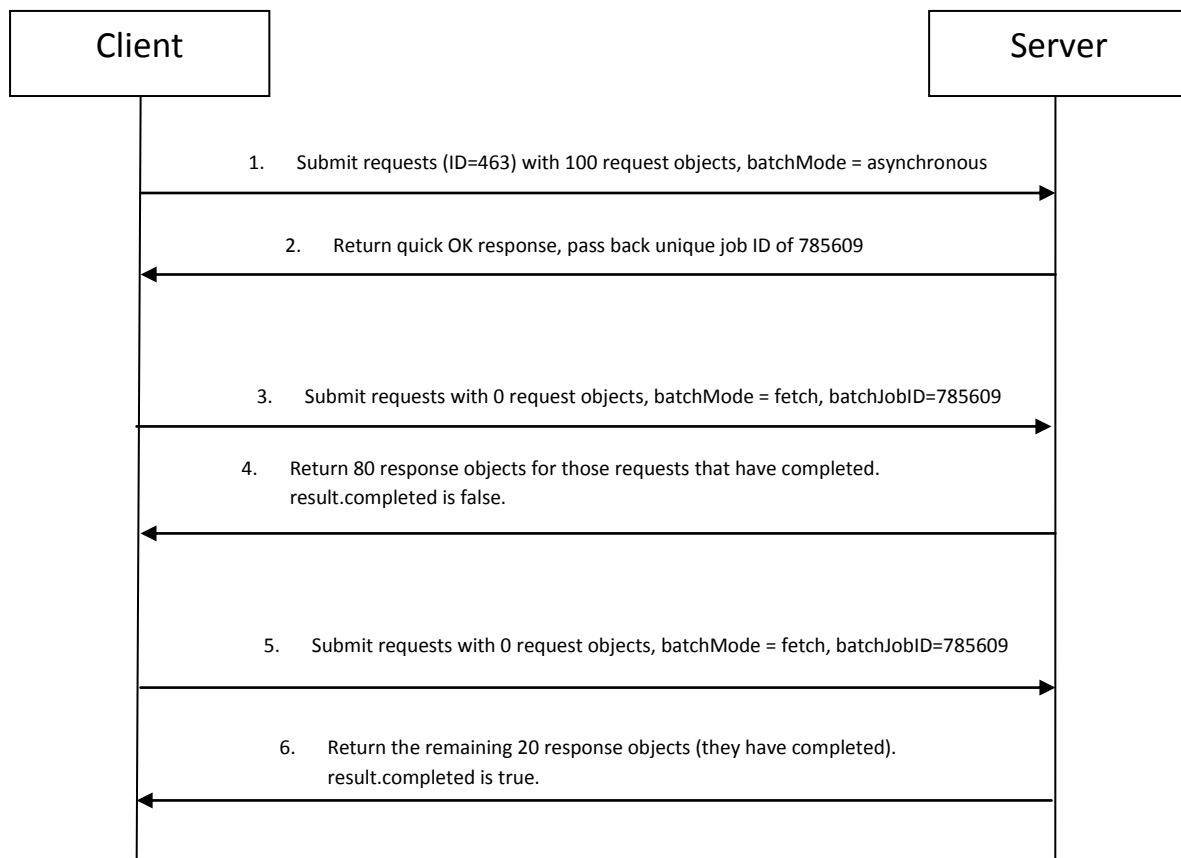 Client
Server
1. Submit requests (ID=463) with 100 request objects, batchMode = asynchronous
2. Return quick OK response, pass back unique job ID of 785609
3. Submit requests with 0 request objects, batchMode = fetch, batchJobID=785609
4. Return 80 response objects for those requests that have completed.
result.completed is false.
5. Submit requests with 0 request objects, batchMode = fetch, batchJobID=785609
6. Return the remaining 20 response objects (they have completed).
result.completed is true.